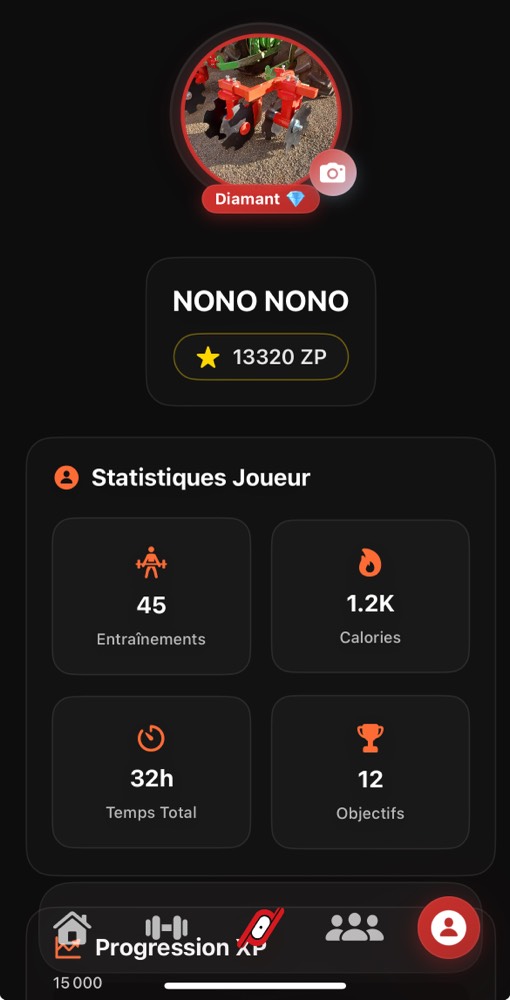 Diamant 💎
NONO NONO
13320 ZP
Statistiques Joueur
45
Entraînements
1.2K
Calories
32h
Temps Total
12
Objectifs
Progression XP
15 000